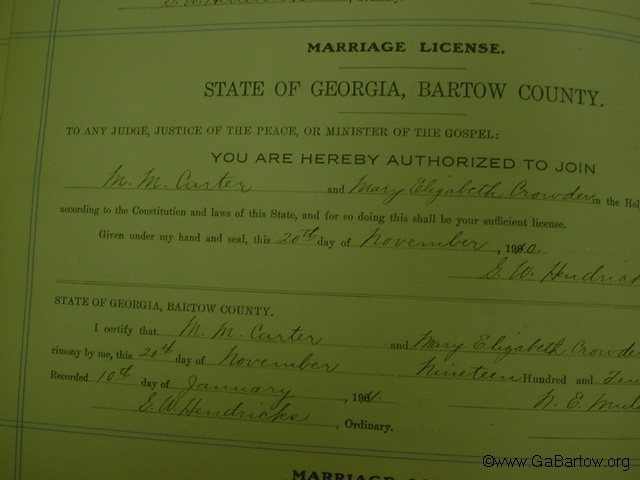 MARRIAGE LICENSE.
STATE OF GEORGIA, BARTOW COUNTY.
TO ANY JUDGE, JUSTICE OF THE PEACE, OR MINISTER OF THE GOSPEL:
YOU ARE HEREBY AUTHORIZED TO JOIN
M. M. Carter and Mary Elizabeth Crowder in the Hol
according to the Constitution and laws of this State, and for so doing this shall be your sufficient license.
Given under my hand and seal, this 20th day of November, 1910.
G. W. Hendrick
STATE OF GEORGIA, BARTOW COUNTY.
I certify that M. M. Carter and Mary Elizabeth Crowde
rimony by me, this 20th day of November Nineteen Hundred and
Recorded 10th day of January, 1911.
N. E.
G. W. Hendricks, Ordinary.
MARRIAGE
©www.GaBartow.org